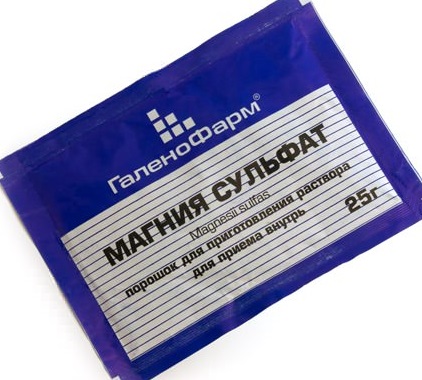 ГаленоФарм®
МАГНИЯ СУЛЬФАТ
Magnesii sulfas
порошок для приготовления раствора
для приема внутрь
25г